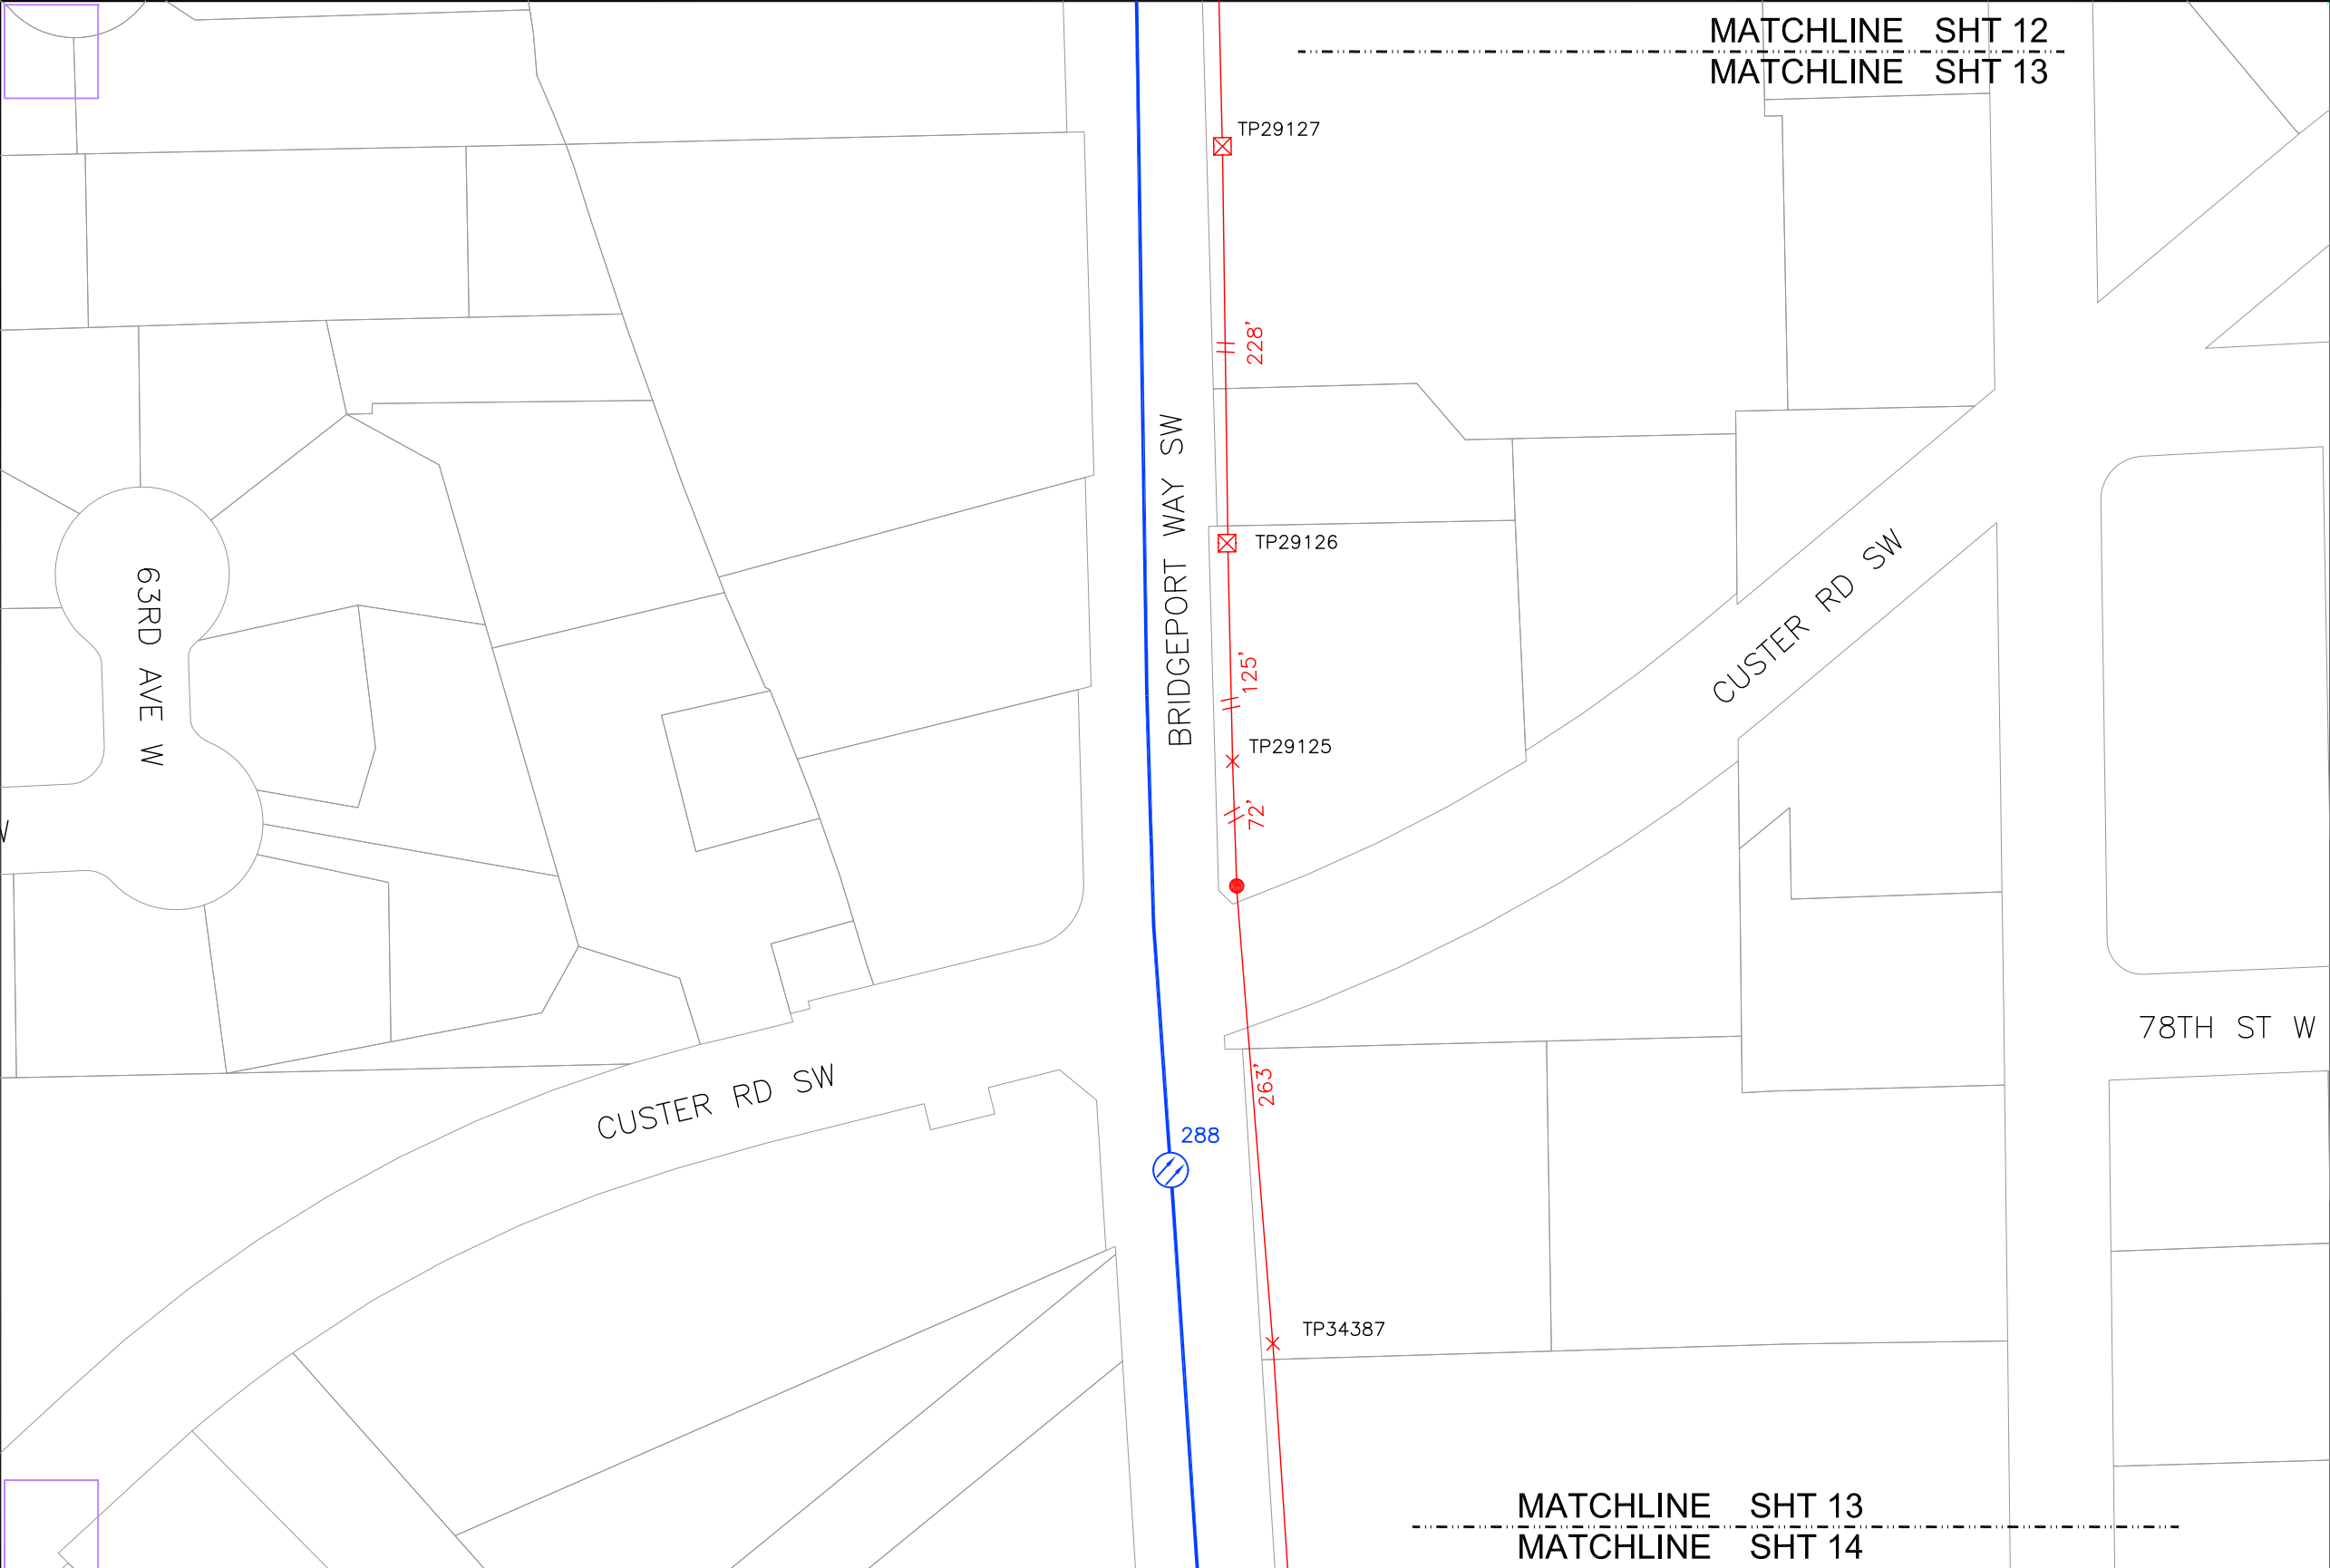 MATCHLINE SHT 12
MATCHLINE SHT 13
TP29127
228'
BRIDGEPORT WAY SW
TP29126
CUSTER RD SW
63RD AVE W
125'
TP29125
72'
78TH ST W
263'
CUSTER RD SW
288
TP34387
MATCHLINE SHT 13
MATCHLINE SHT 14